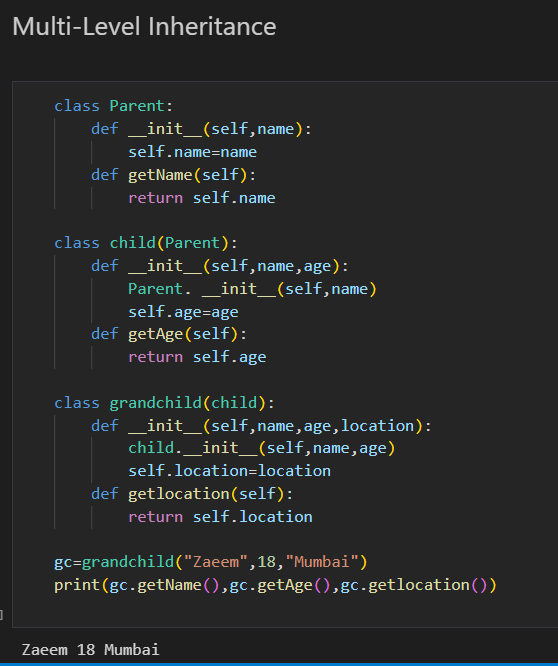 Multi-Level Inheritance
class Parent:
    def __init__(self,name):
        self.name=name
    def getName(self):
        return self.name

class child(Parent):
    def __init__(self,name,age):
        Parent. __init__(self,name)
        self.age=age
    def getAge(self):
        return self.age

class grandchild(child):
    def __init__(self,name,age,location):
        child.__init__(self,name,age)
        self.location=location
    def getlocation(self):
        return self.location

gc=grandchild("Zaeem",18,"Mumbai")
print(gc.getName(),gc.getAge(),gc.getlocation())
]
Zaeem 18 Mumbai